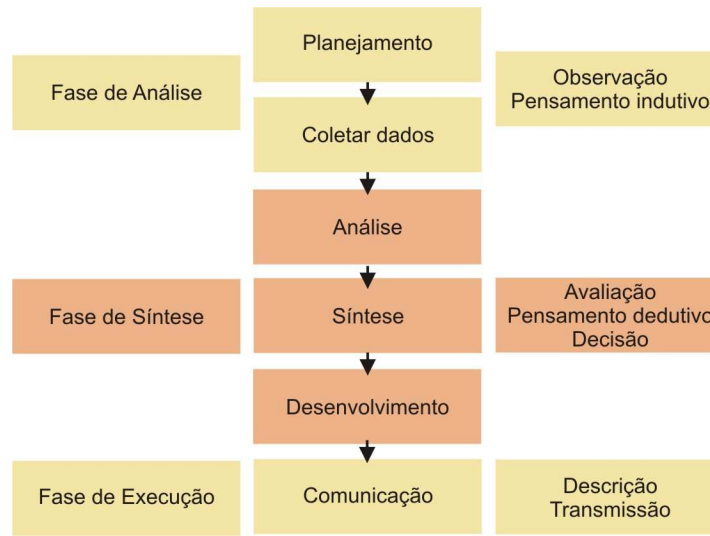 Planejamento
Fase de Análise
Observação
Pensamento indutivo
Coletar dados
Análise
Fase de Síntese
Síntese
Avaliação
Pensamento dedutivo
Decisão
Desenvolvimento
Fase de Execução
Comunicação
Descrição
Transmissão